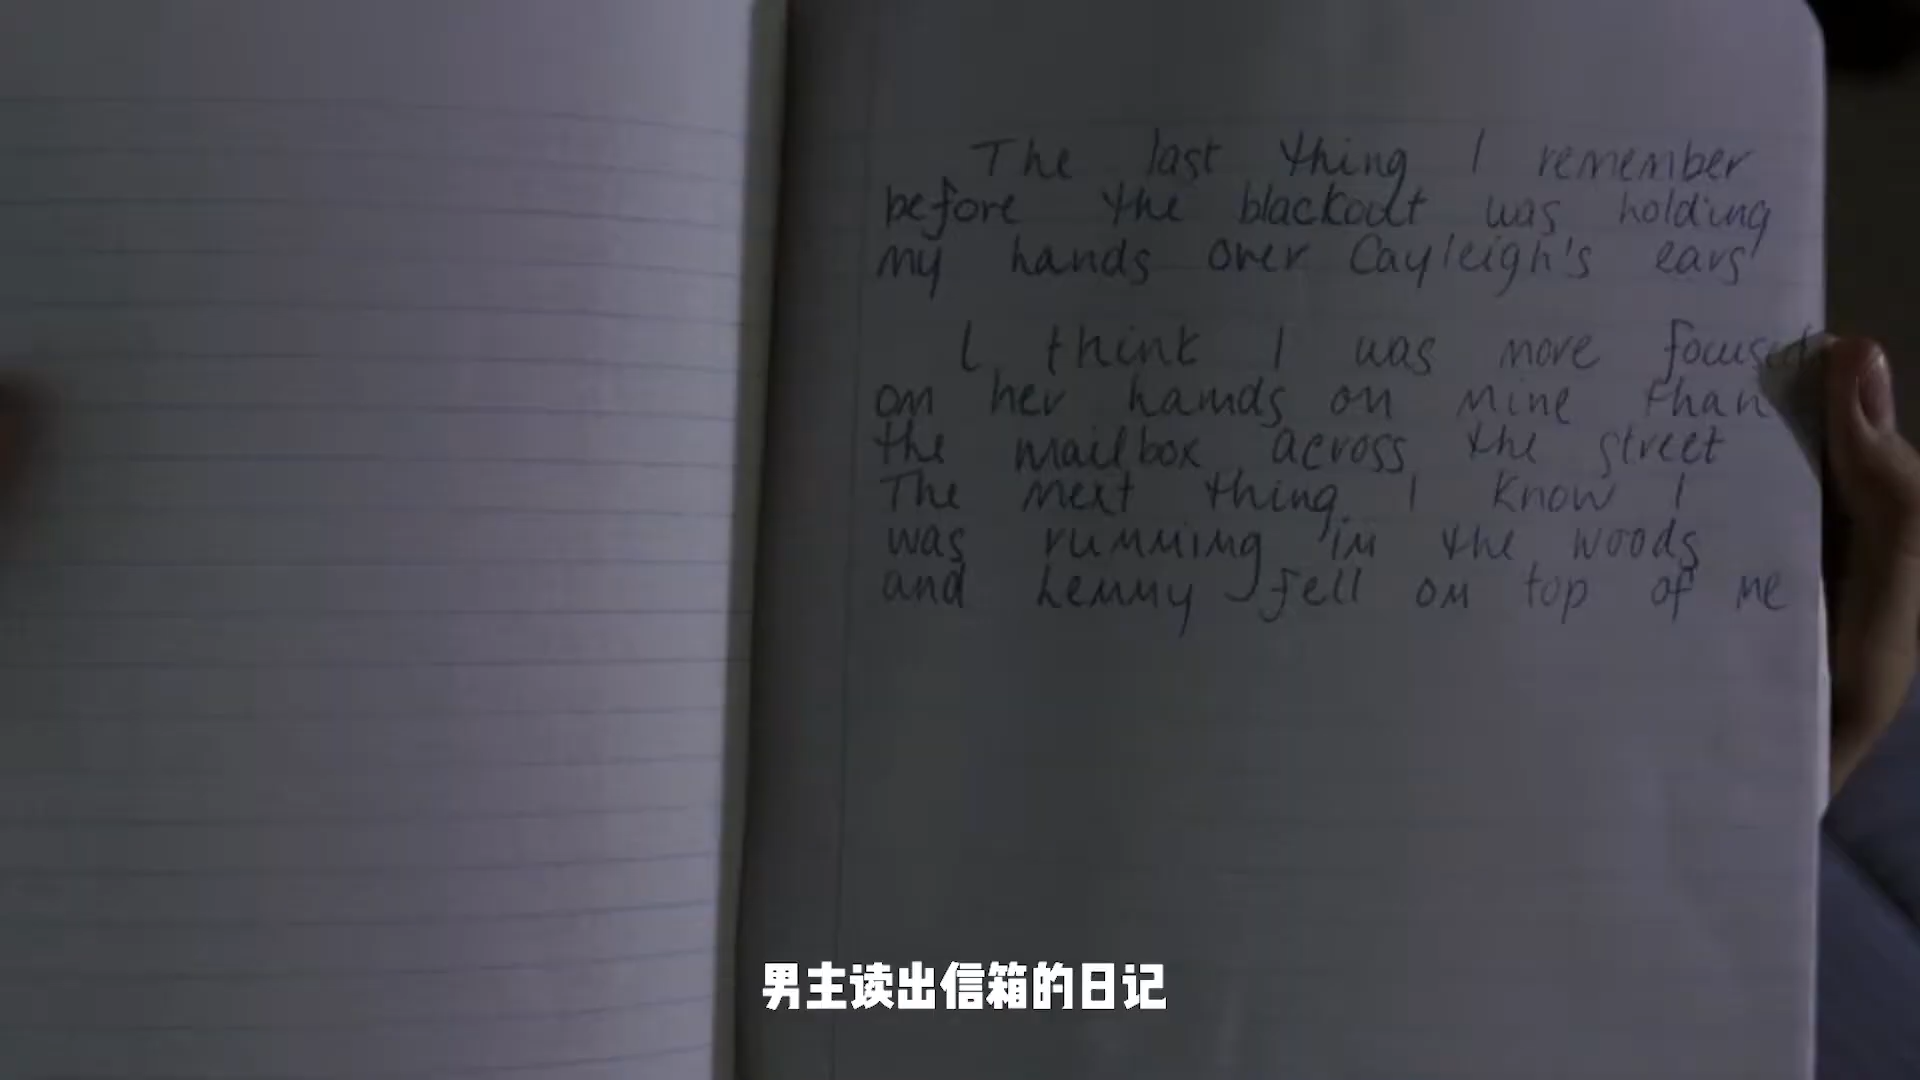 The last thing I remember
before the blackout was holding
my hands over Cayleigh's ears
I think I was more focused
on her hands on mine than
the mailbox across the street
The next thing I know I
was running in the woods
and Lenny fell on top of me
男主读出信箱的日记